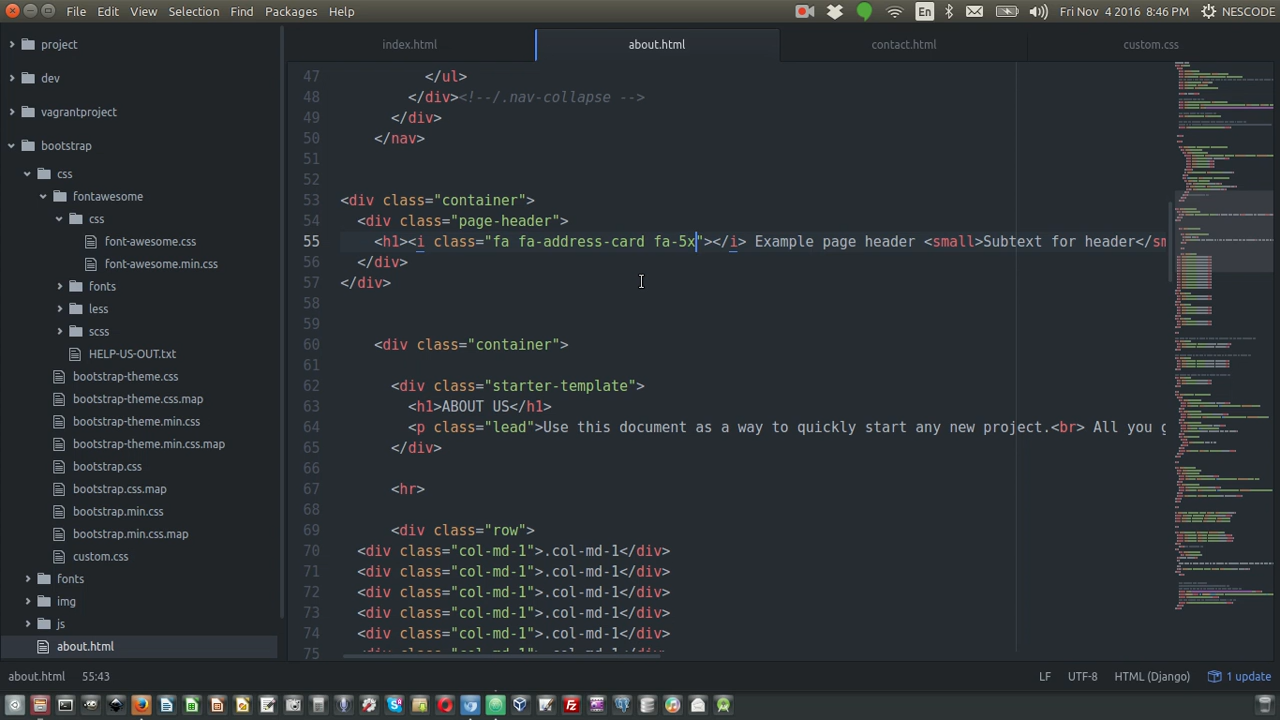 File Edit View Selection Find Packages Help
En
Fri Nov 4 2016 8:46 PM
NESCODE
project
dev
vagrantproject
bootstrap
css
fontawesome
css
font-awesome.css
font-awesome.min.css
fonts
less
scss
HELP-US-OUT.txt
bootstrap-theme.css
bootstrap-theme.css.map
bootstrap-theme.min.css
bootstrap-theme.min.css.map
bootstrap.css
bootstrap.css.map
bootstrap.min.css
bootstrap.min.css.map
custom.css
fonts
img
js
about.html
index.html
about.html
contact.html
custom.css
47 </ul>
48 </div><!--/.nav-collapse -->
49 </div>
50 </nav>
51
52
53 <div class="container">
54 <div class="page-header">
55 <h1><i class="fa fa-address-card fa-5x"></i> Example page header <small>Subtext for header</sm
56 </div>
57 </div>
58
59
60 <div class="container">
61
62 <div class="starter-template">
63 <h1>ABOUT US</h1>
64 <p class="lead">Use this document as a way to quickly start any new project.<br> All you g
65 </div>
66
67 <hr>
68
69 <div class="row">
70 <div class="col-md-1">.col-md-1</div>
71 <div class="col-md-1">.col-md-1</div>
72 <div class="col-md-1">.col-md-1</div>
73 <div class="col-md-1">.col-md-1</div>
74 <div class="col-md-1">.col-md-1</div>
75 <div class="col-md-1">.col-md-1</div>
about.html 55:43
LF UTF-8 HTML (Django) 1 update